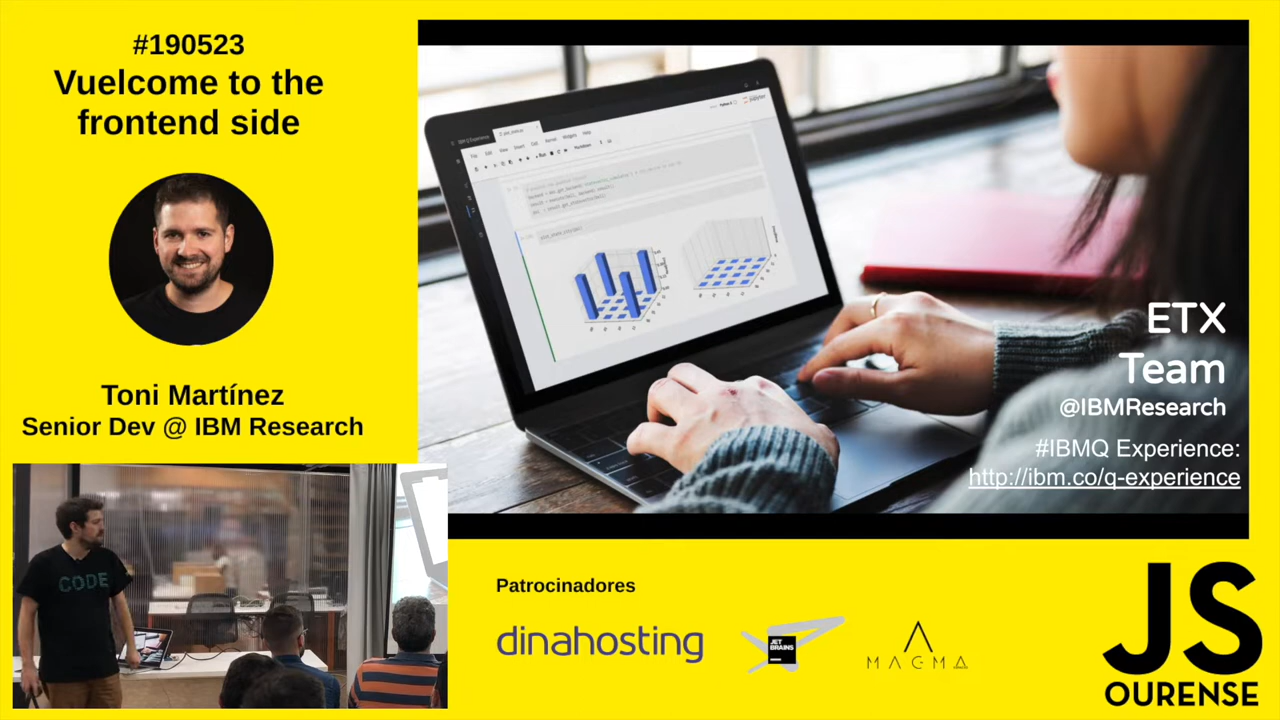 #190523
Vuelcome to the
frontend side
Toni Martínez
Senior Dev @ IBM Research
CODE
ETX
Team
@IBMResearch
#IBMQ Experience:
http://ibm.co/q-experience
Patrocinadores
dinahosting
JET
BRAINS
MAGMA
JS
OURENSE